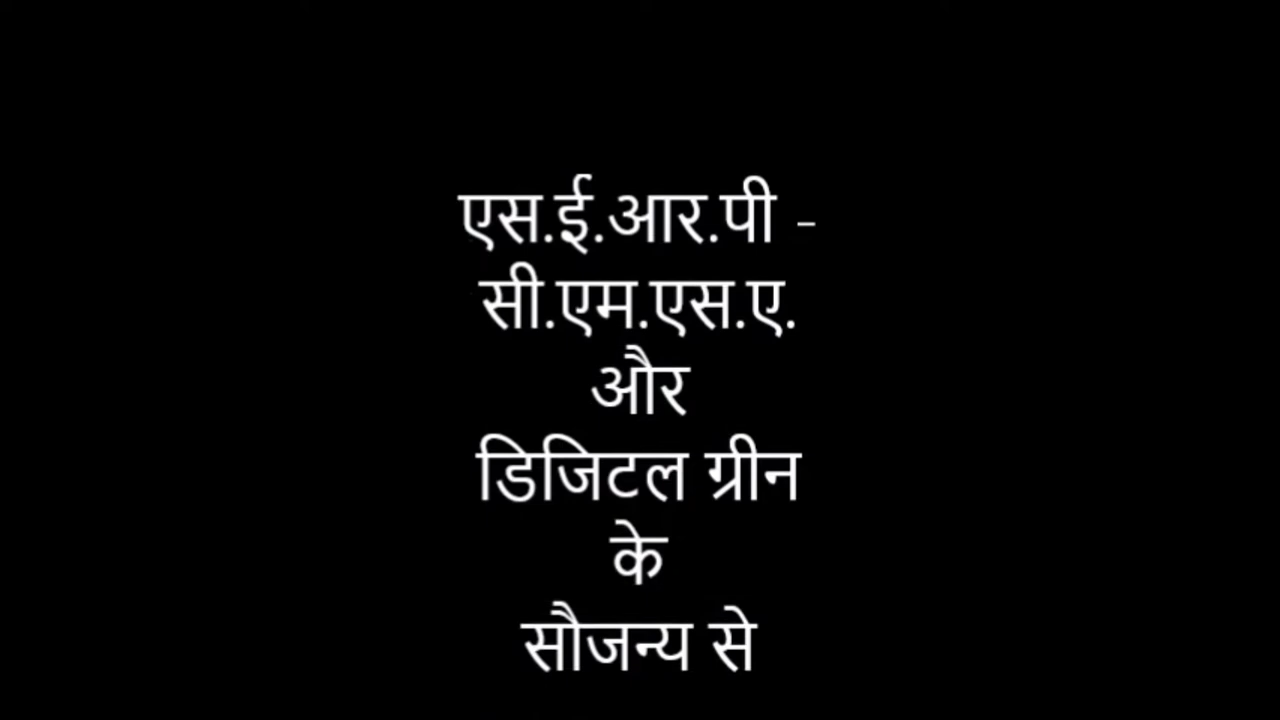 एस.ई.आर.पी -
सी.एम.एस.ए.
और
डिजिटल ग्रीन
के
सौजन्य से